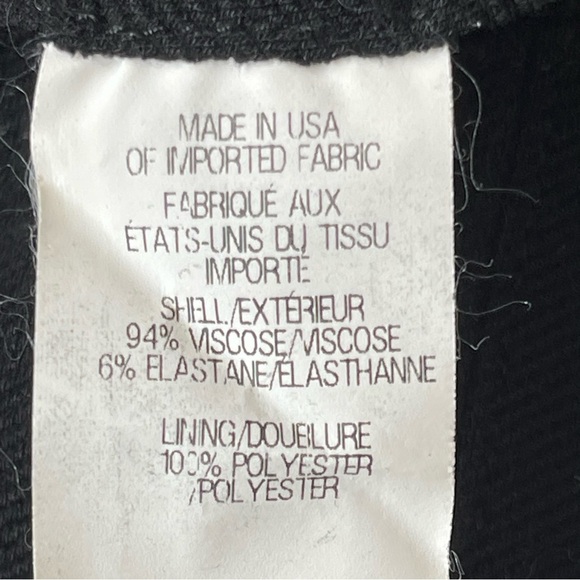 MADE IN USA
OF IMPORTED FABRIC
FABRIQUÉ AUX
ÉTATS-UNIS DU TISSU
IMPORTÉ
SHELL/EXTÉRIEUR
94% VISCOSE/VISCOSE
6% ELASTANE/ÉLASTHANNE
LINING/DOUBLURE
100% POLYESTER
/POLYESTER